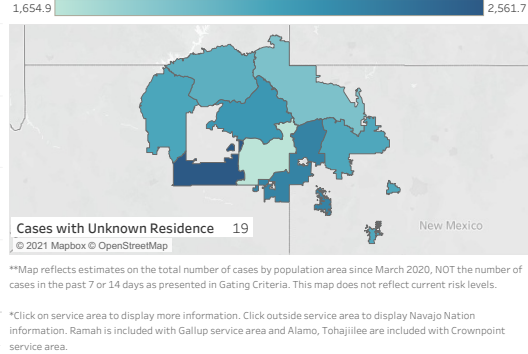 1,654.9 2,561.7
New Mexico
Cases with Unknown Residence 19
© 2021 Mapbox © OpenStreetMap
**Map reflects estimates on the total number of cases by population area since March 2020, NOT the number of
cases in the past 7 or 14 days as presented in Gating Criteria. This map does not reflect current risk levels.
*Click on service area to display more information. Click outside service area to display Navajo Nation
information. Ramah is included with Gallup service area and Alamo, Tohajiilee are included with Crownpoint
service area.